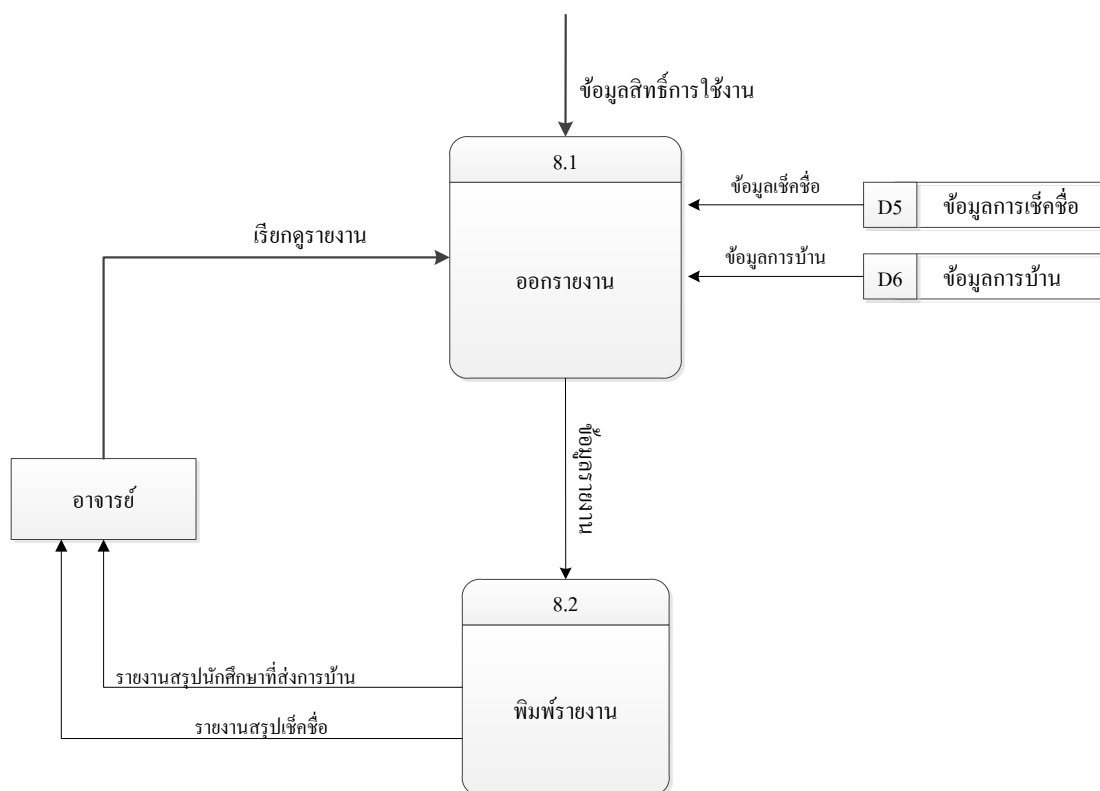 ข้อมูลสิทธิ์การใช้งาน
8.1
ออกรายงาน
ข้อมูลเช็คชื่อ
D5 ข้อมูลการเช็คชื่อ
ข้อมูลการบ้าน
D6 ข้อมูลการบ้าน
เรียกดูรายงาน
ข้อมูลรายงาน
อาจารย์
8.2
พิมพ์รายงาน
รายงานสรุปนักศึกษาที่ส่งการบ้าน
รายงานสรุปเช็คชื่อ